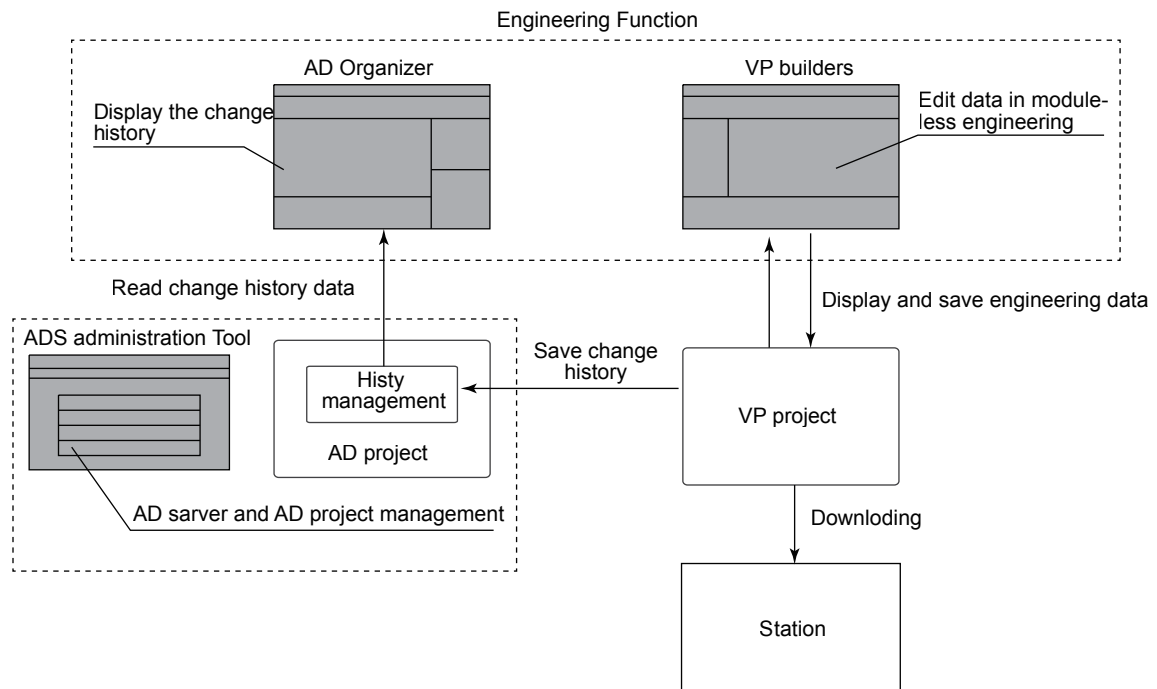 Engineering Function
AD Organizer
VP builders
Display the change
history
Edit data in module-
less engineering
Read change history data
Display and save engineering data
ADS administration Tool
Save change
history
Histy
management
VP project
AD project
AD sarver and AD project management
Downloding
Station